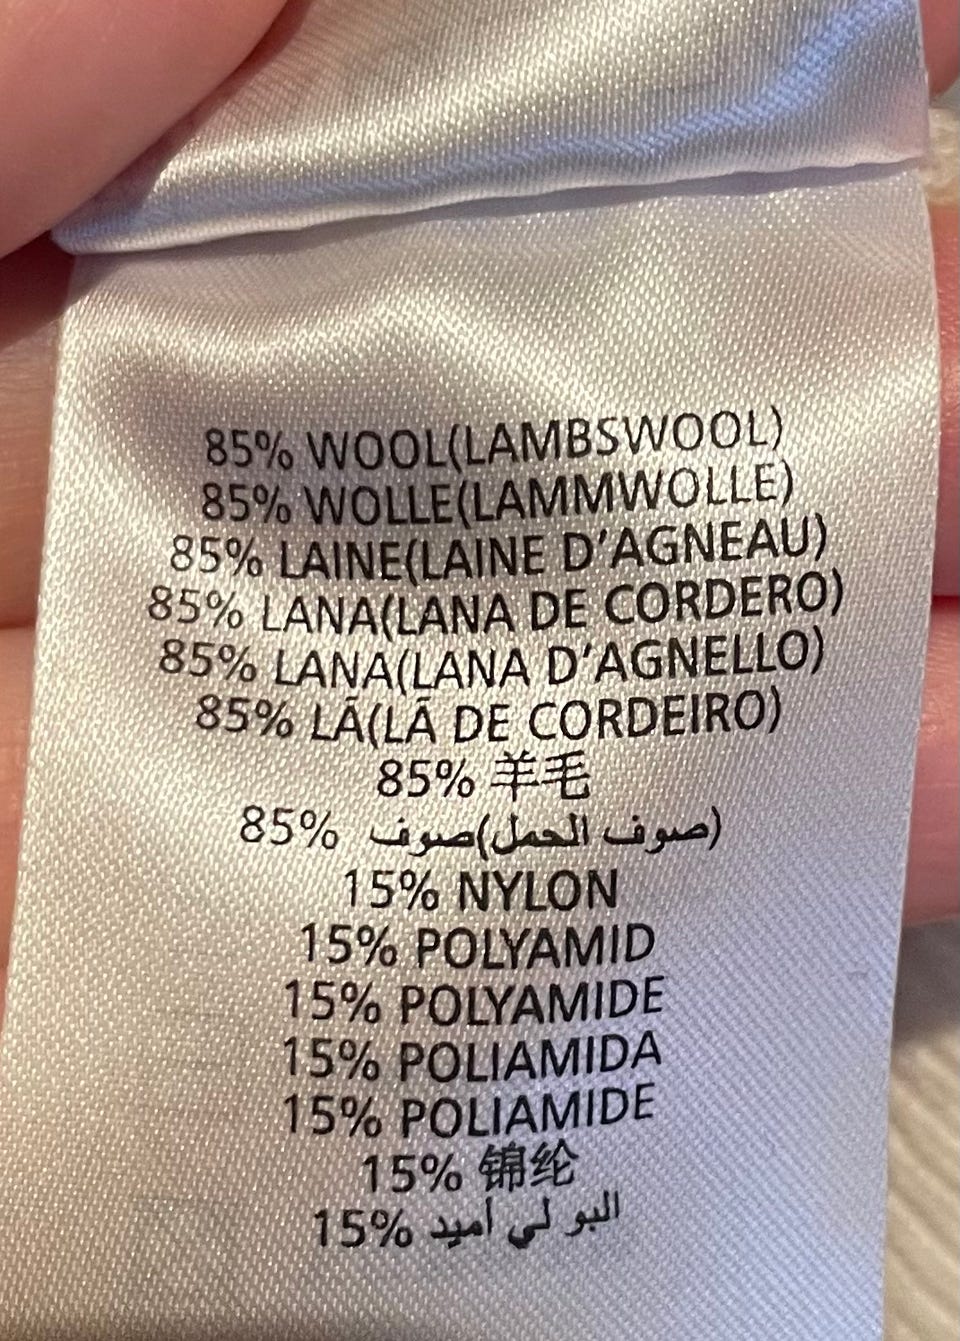 85% WOOL(LAMBSWOOL)
85% WOLLE(LAMMWOLLE)
85% LAINE(LAINE D'AGNEAU)
85% LANA(LANA DE CORDERO)
85% LANA(LANA D'AGNELLO)
85% LÃ(LÃ DE CORDEIRO)
85% 羊毛
85% صوف(صوف الحمل)
15% NYLON
15% POLYAMID
15% POLYAMIDE
15% POLIAMIDA
15% POLIAMIDE
15% 锦纶
15% البو لي أميد